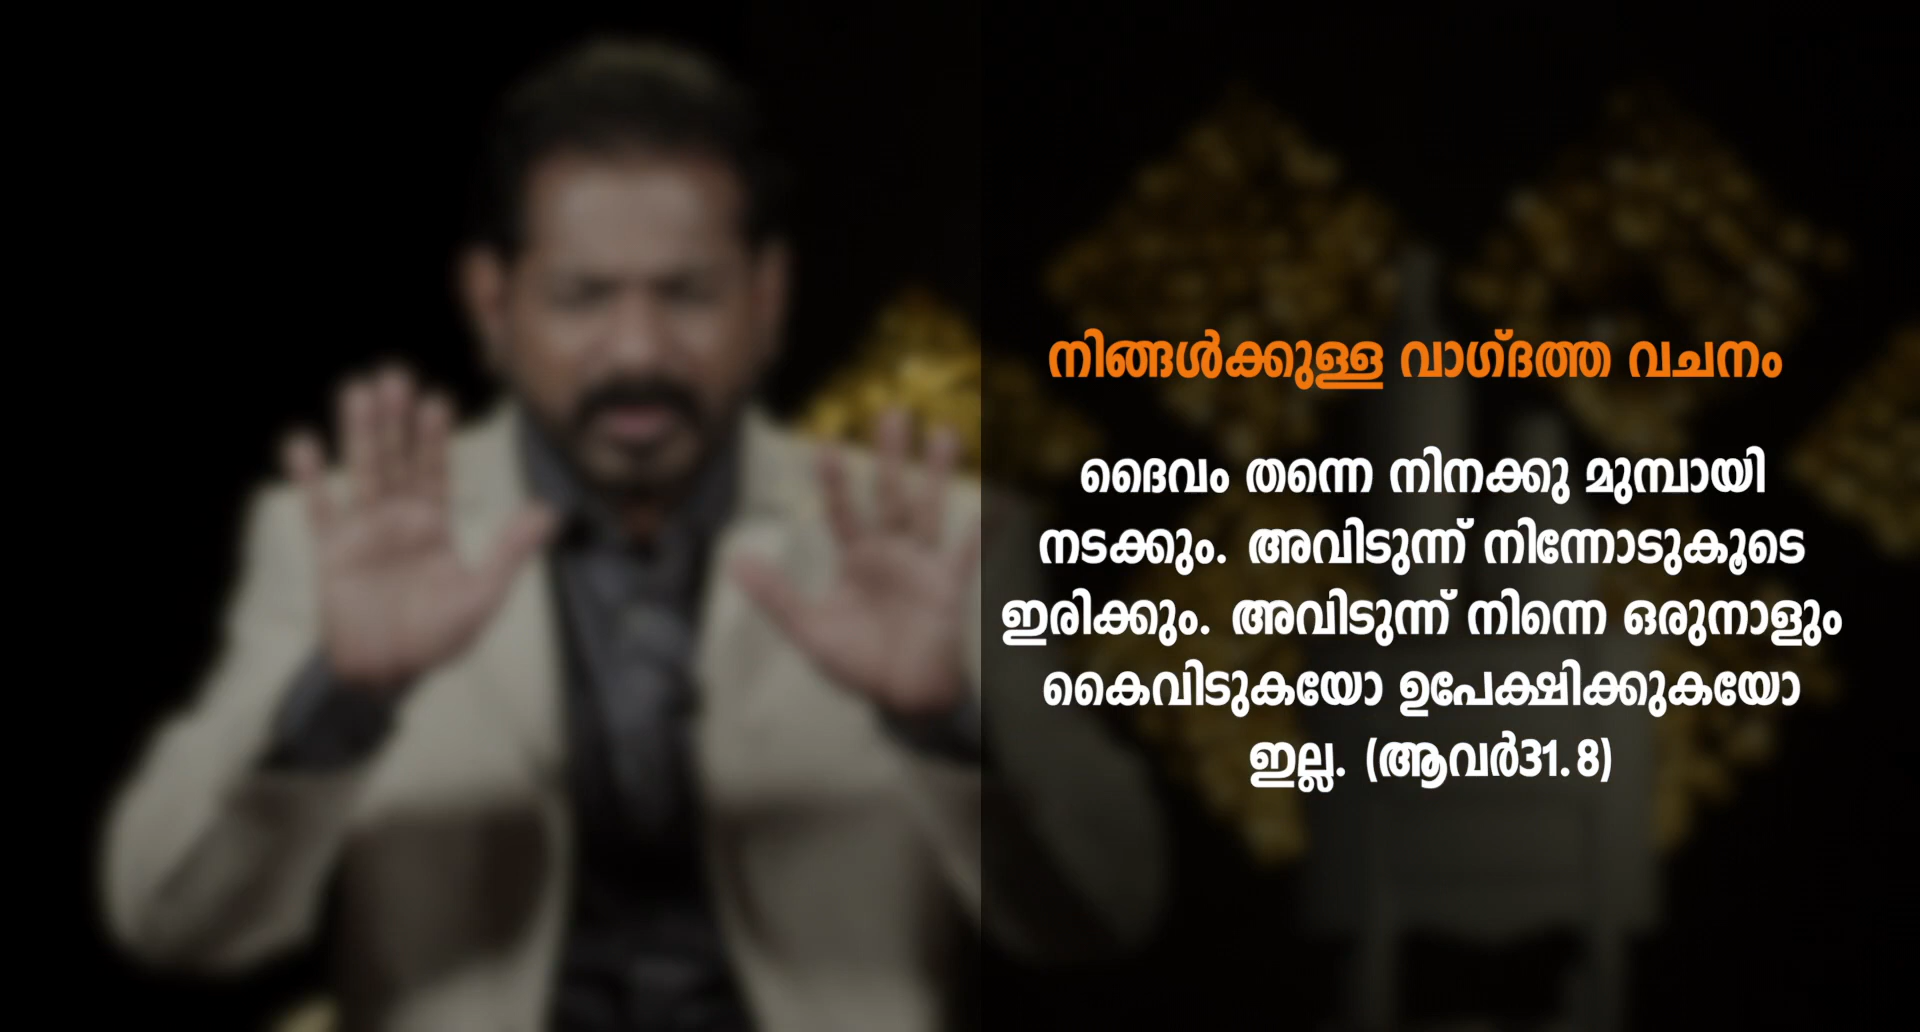 നിങ്ങൾക്കുള്ള വാഗ്ദത്ത വചനം
ദൈവം തന്നെ നിനക്കു മുമ്പായി
നടക്കും. അവിടുന്ന് നിന്നോടുകൂടെ
ഇരിക്കും. അവിടുന്ന് നിന്നെ ഒരുനാളും
കൈവിടുകയോ ഉപേക്ഷിക്കുകയോ
ഇല്ല. (ആവർ31.8)